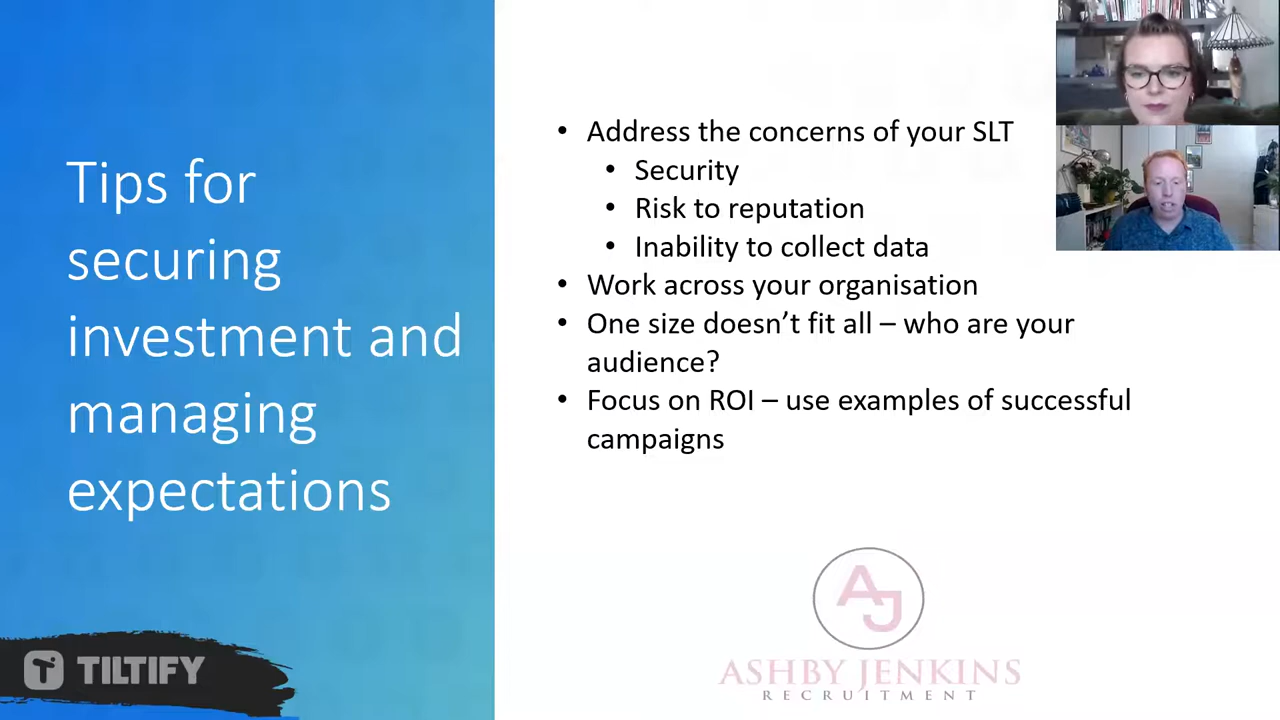 Tips for
securing
investment and
managing
expectations
• Address the concerns of your SLT
• Security
• Risk to reputation
• Inability to collect data
• Work across your organisation
• One size doesn’t fit all – who are your
audience?
• Focus on ROI – use examples of successful
campaigns
TILTIFY
AJ
ASHBY JENKINS
RECRUITMENT